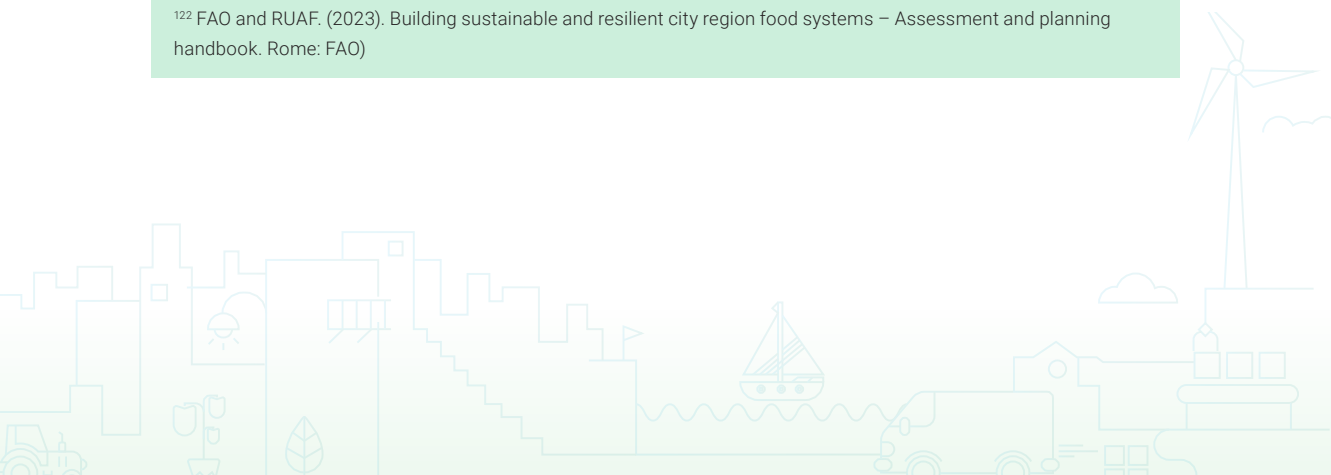 122 FAO and RUAF. (2023). Building sustainable and resilient city region food systems – Assessment and planning
handbook. Rome: FAO)